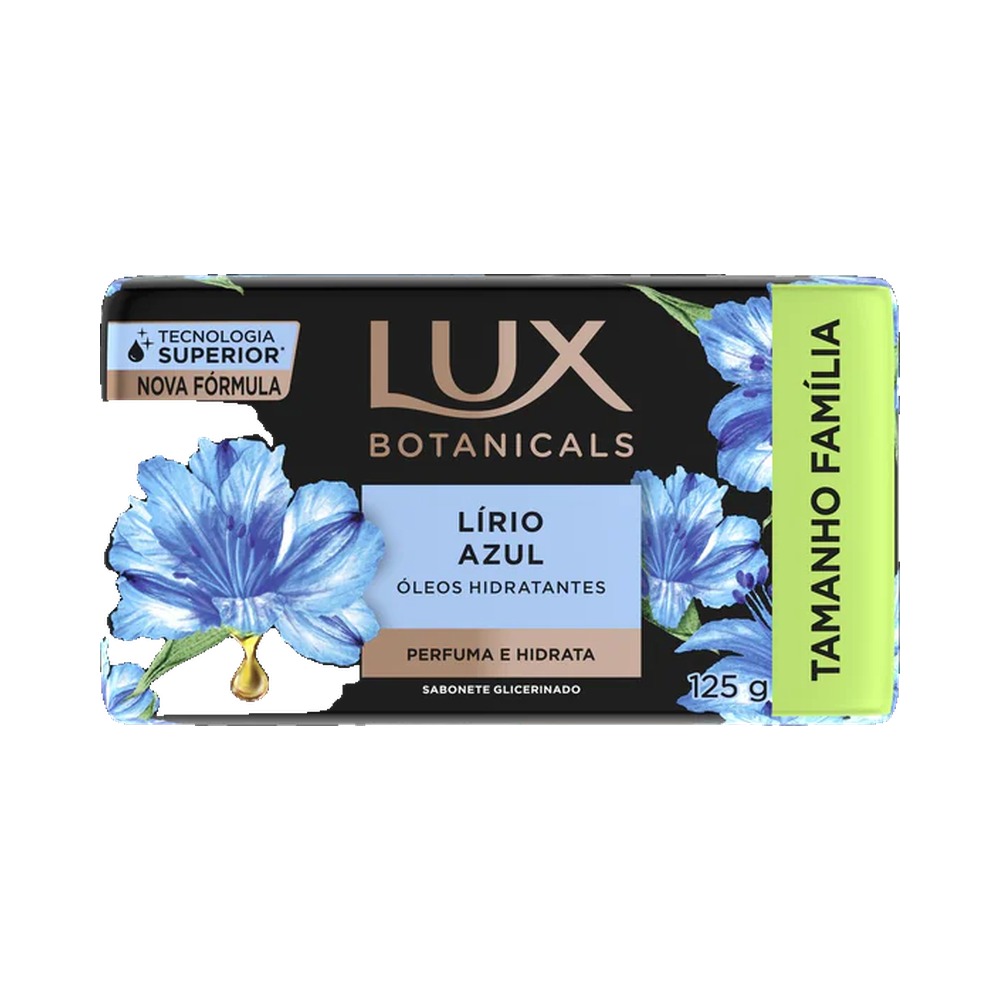 TECNOLOGIA
SUPERIOR*
NOVA FÓRMULA
LUX
BOTANICALS
LÍRIO
AZUL
ÓLEOS HIDRATANTES
PERFUMA E HIDRATA
SABONETE GLICERINADO
125 g
TAMANHO FAMÍLIA